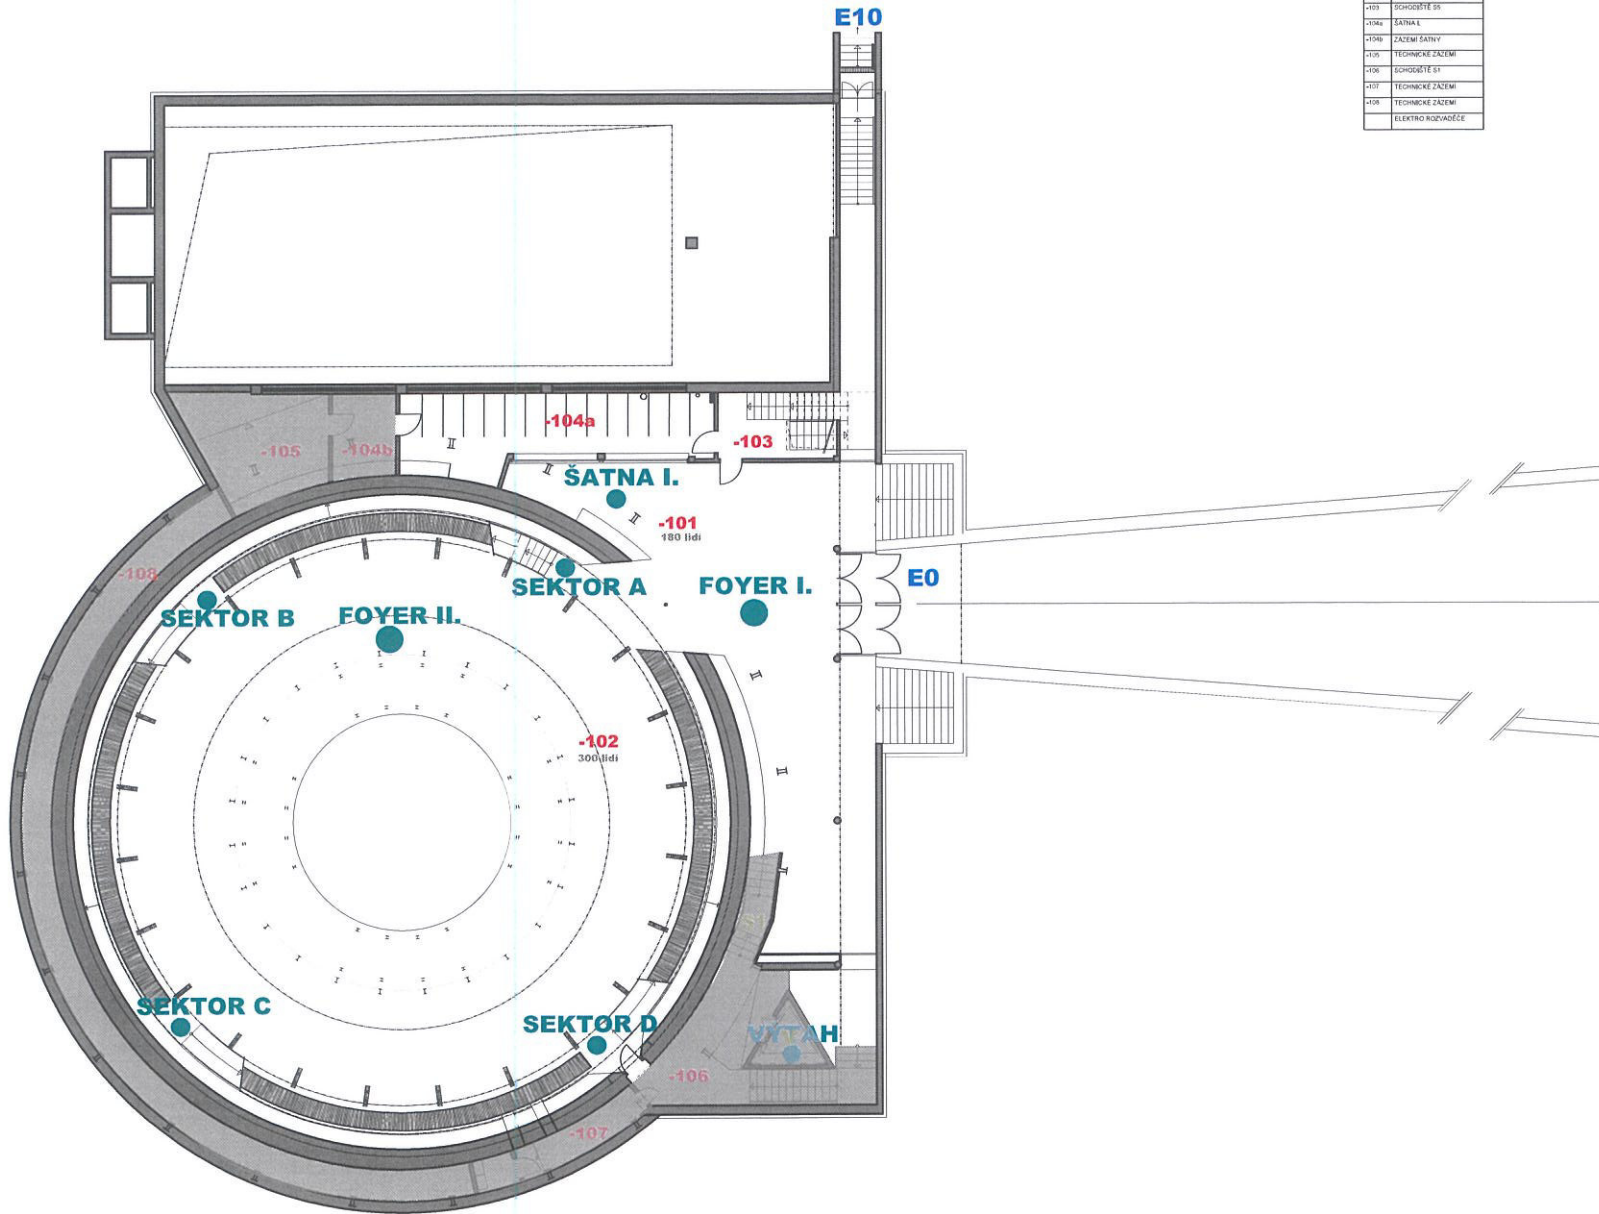 E10
-103 SCHODIŠTĚ S5
-104a ŠATNA I.
-104b ZÁZEMÍ ŠATNY
-105 TECHNICKÉ ZÁZEMÍ
-106 SCHODIŠTĚ S1
-107 TECHNICKÉ ZÁZEMÍ
-108 TECHNICKÉ ZÁZEMÍ
ELEKTRO ROZVADĚČE
-104a
-103
-105
-104b
ŠATNA I.
-101
180 lidí
-108
SEKTOR A
FOYER I.
E0
SEKTOR B
FOYER II.
-102
300 lidí
S1
SEKTOR C
SEKTOR D
VÝTAH
-106
-107